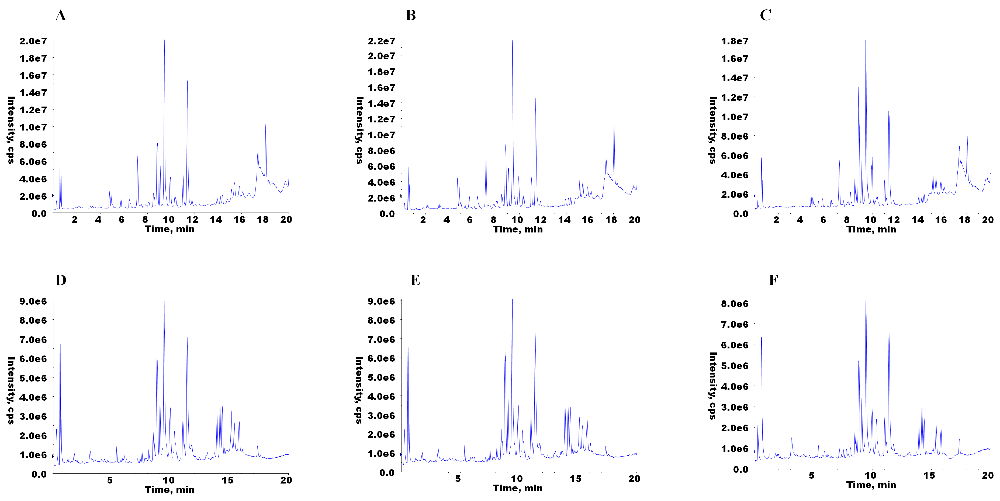 A
2.0e7
1.8e7
1.6e7
1.4e7
1.2e7
1.0e7
8.0e6
6.0e6
4.0e6
2.0e6
0.0
Intensity, cps
2 4 6 8 10 12 14 16 18 20
Time, min
B
2.2e7
2.0e7
1.8e7
1.6e7
1.4e7
1.2e7
1.0e7
8.0e6
6.0e6
4.0e6
2.0e6
0.0
Intensity, cps
2 4 6 8 10 12 14 16 18 20
Time, min
C
1.8e7
1.6e7
1.4e7
1.2e7
1.0e7
8.0e6
6.0e6
4.0e6
2.0e6
0.0
Intensity, cps
2 4 6 8 10 12 14 16 18 20
Time, min
D
9.0e6
8.0e6
7.0e6
6.0e6
5.0e6
4.0e6
3.0e6
2.0e6
1.0e6
0.0
Intensity, cps
5 10 15 20
Time, min
E
9.0e6
8.0e6
7.0e6
6.0e6
5.0e6
4.0e6
3.0e6
2.0e6
1.0e6
0.0
Intensity, cps
5 10 15 20
Time, min
F
8.0e6
7.0e6
6.0e6
5.0e6
4.0e6
3.0e6
2.0e6
1.0e6
0.0
Intensity, cps
5 10 15 20
Time, min